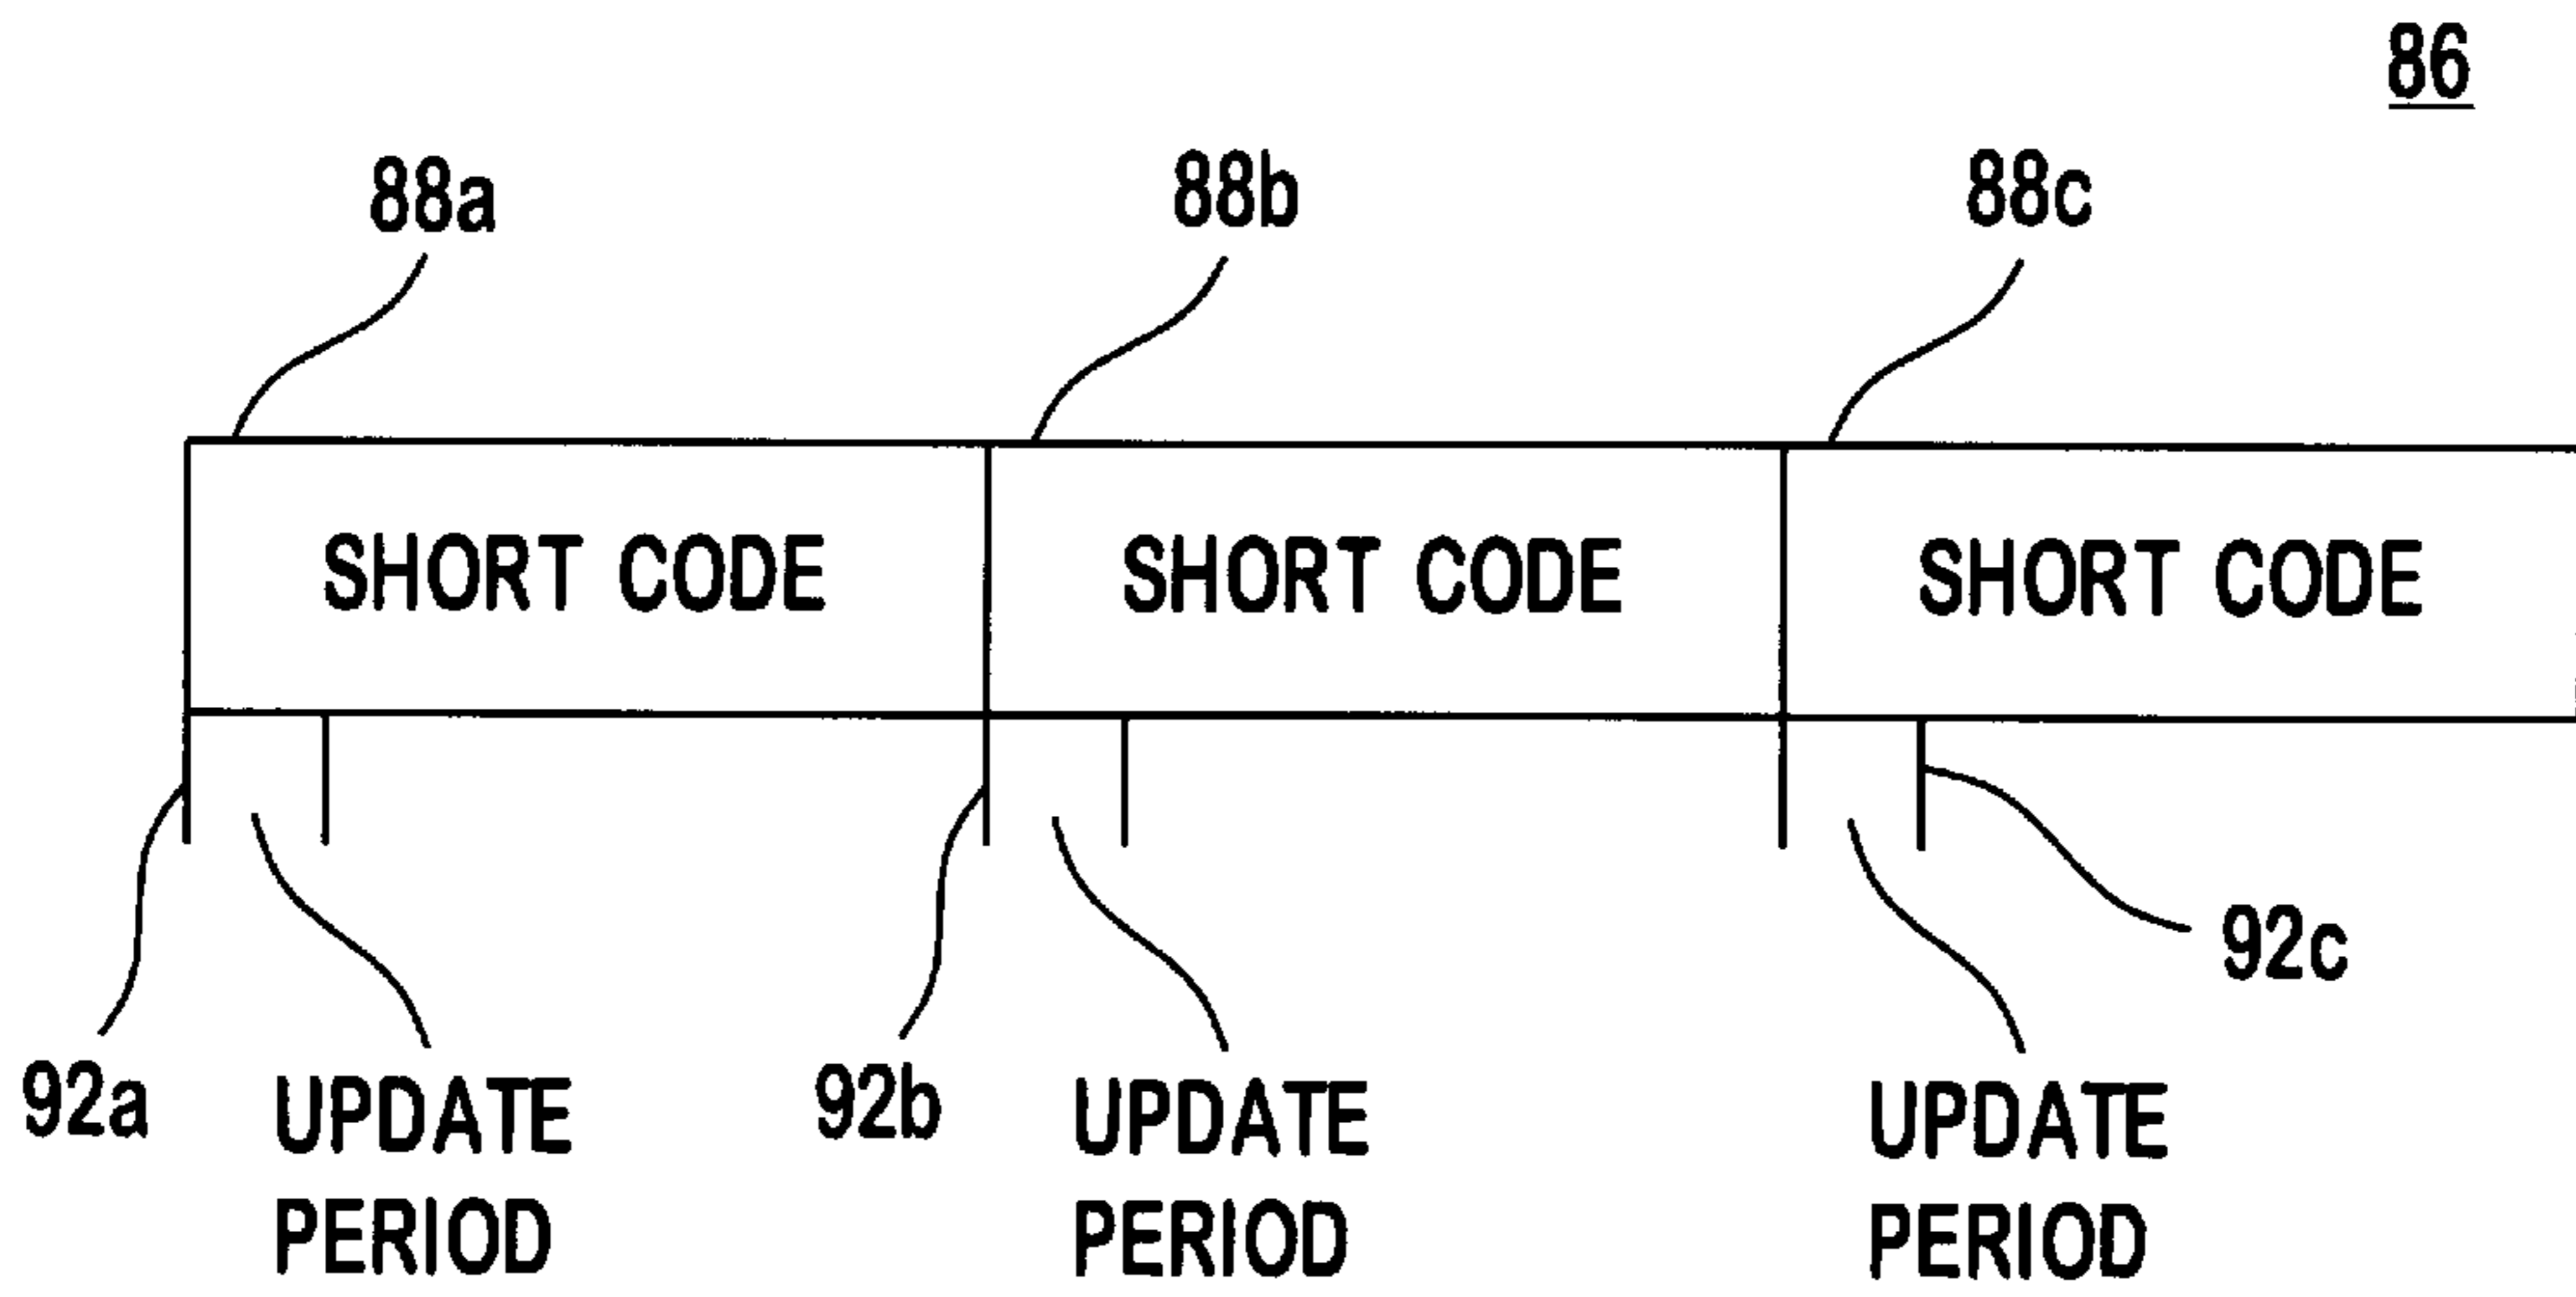 86
88a 88b 88c
SHORT CODE SHORT CODE SHORT CODE
92c
92a UPDATE 92b UPDATE UPDATE
PERIOD PERIOD PERIOD